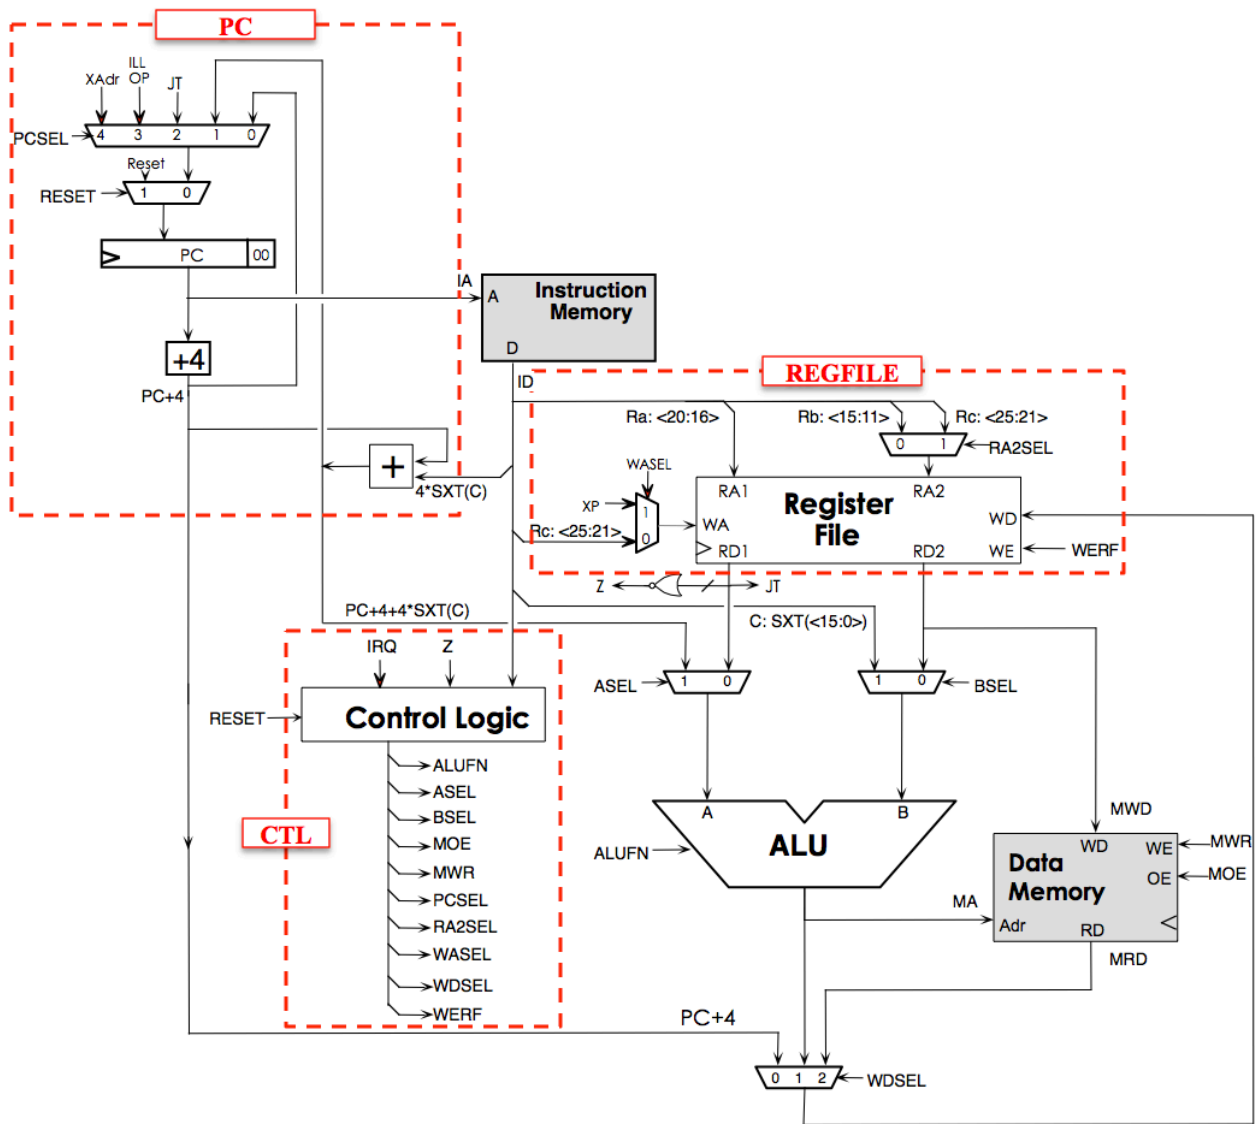 PC
ILL
XAdr OP JT
PCSEL 4 3 2 1 0
Reset
RESET 1 0
PC 00
IA
A Instruction
Memory
D
+4
PC+4
ID
REGFILE
Ra: <20:16> Rb: <15:11> Rc: <25:21>
0 1 RA2SEL
+
4*SXT(C)
WASEL
XP 1
Rc: <25:21> 0
RA1 RA2
WA Register
File
WD
RD1 RD2 WE WERF
Z JT
PC+4+4*SXT(C) C: SXT(<15:0>)
IRQ Z
ASEL 1 0 1 0 BSEL
RESET Control Logic
ALUFN
ASEL
BSEL
MOE
MWR
PCSEL
RA2SEL
WASEL
WDSEL
WERF
CTL
A B
ALUFN ALU
MWD
WD WE MWR
Data
Memory OE MOE
MA
Adr RD
MRD
PC+4
0 1 2 WDSEL